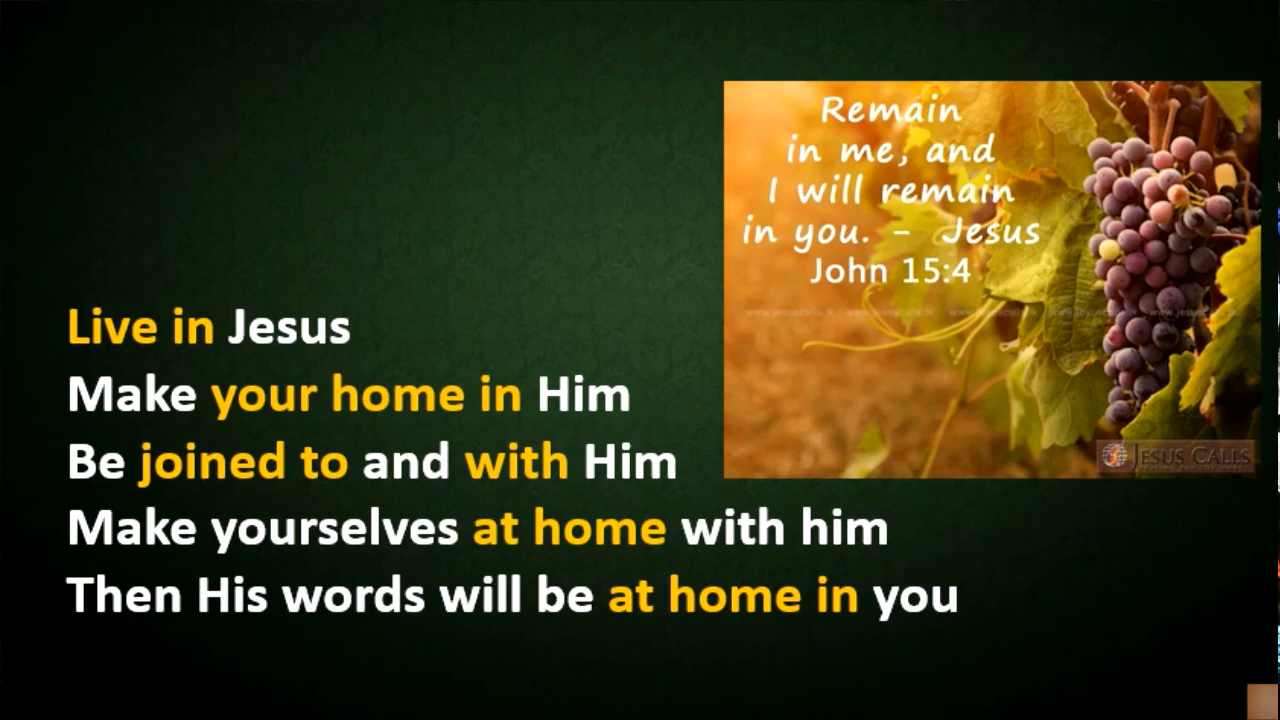 Remain
in me, and
I will remain
in you. - Jesus
John 15:4
JESUS CALLS
Live in Jesus
Make your home in Him
Be joined to and with Him
Make yourselves at home with him
Then His words will be at home in you